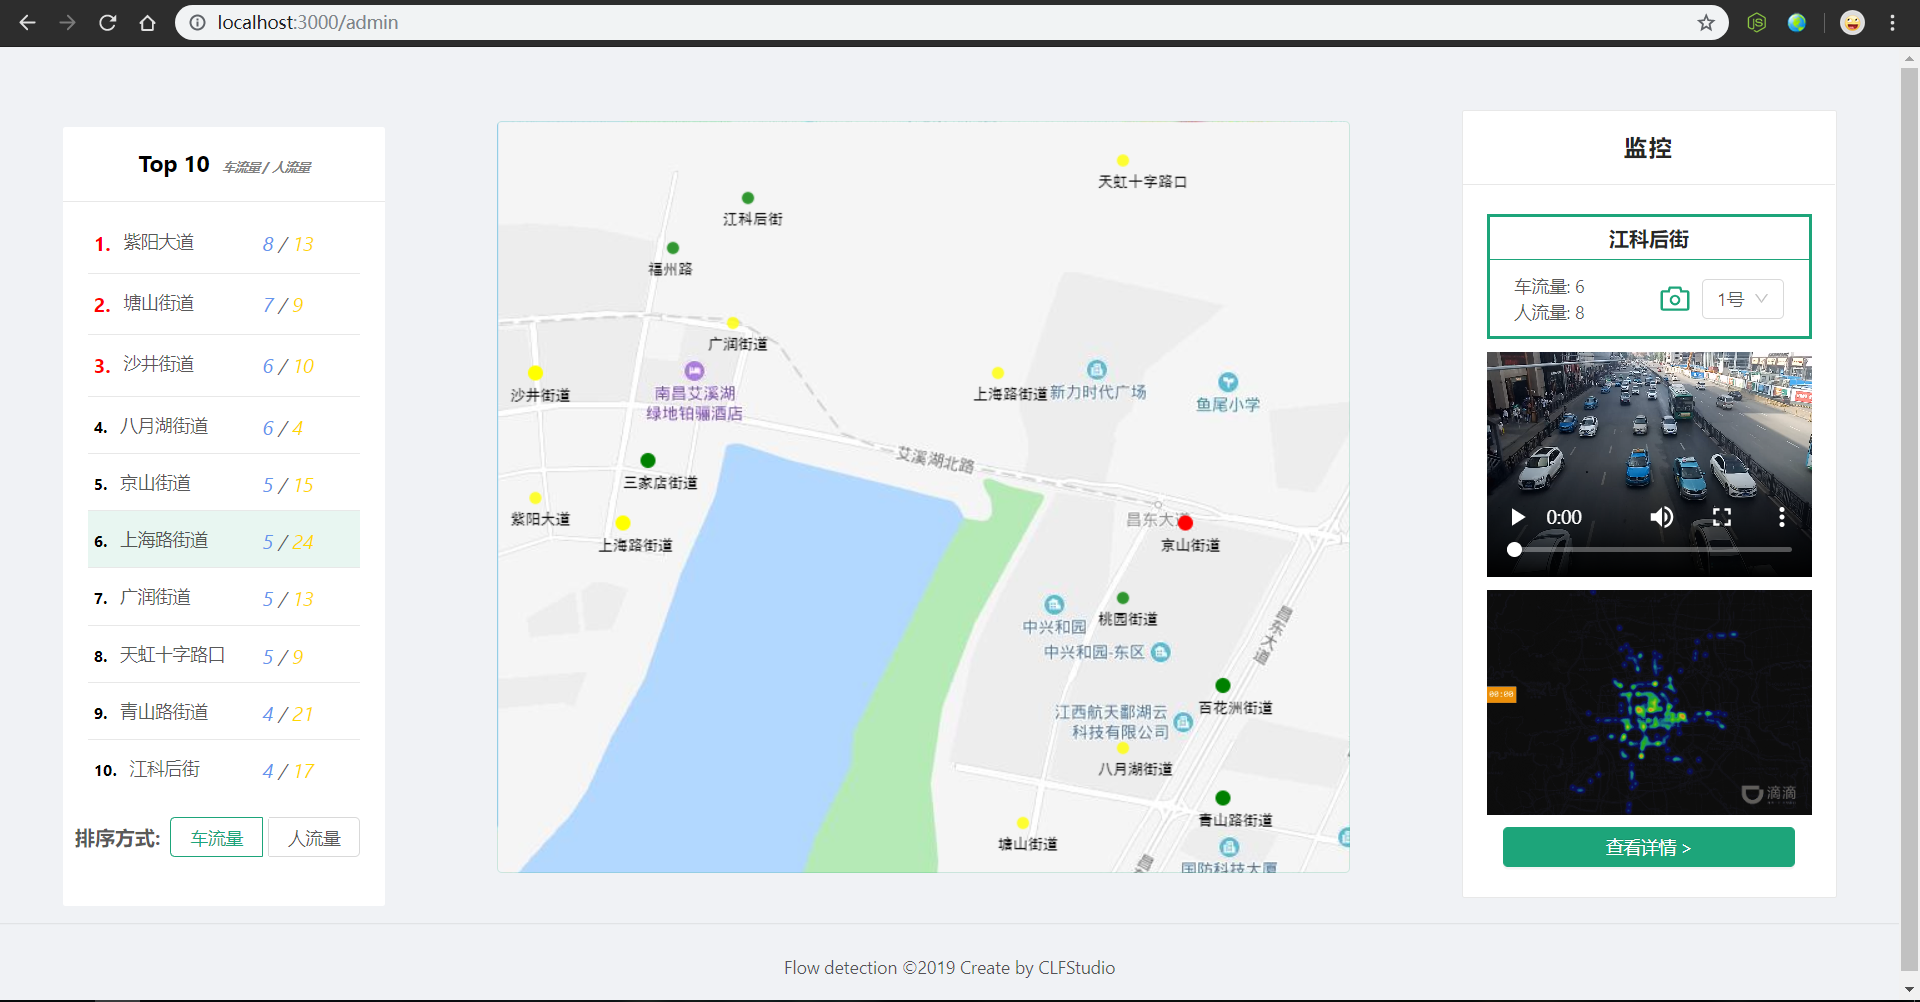 localhost:3000/admin
Top 10 车流量 / 人流量
1. 紫阳大道 8 / 13
2. 塘山街道 7 / 9
3. 沙井街道 6 / 10
4. 八月湖街道 6 / 4
5. 京山街道 5 / 15
6. 上海路街道 5 / 24
7. 广润街道 5 / 13
8. 天虹十字路口 5 / 9
9. 青山路街道 4 / 21
10. 江科后街 4 / 17
排序方式: 车流量 人流量
天虹十字路口
江科后街
福州路
广润街道
沙井街道
南昌艾溪湖
绿地铂骊酒店
上海路街道
新力时代广场
鱼尾小学
艾溪湖北路
三家店街道
紫阳大道
上海路街道
昌东大道
京山街道
中兴和园
桃园街道
昌东大道
中兴和园-东区
百花洲街道
江西航天鄱湖云
科技有限公司
八月湖街道
青山路街道
塘山街道
昌
国防科技大厦
监控
江科后街
车流量: 6
人流量: 8
1号
0:00
00:00
滴滴
查看详情 >
Flow detection ©2019 Create by CLFStudio